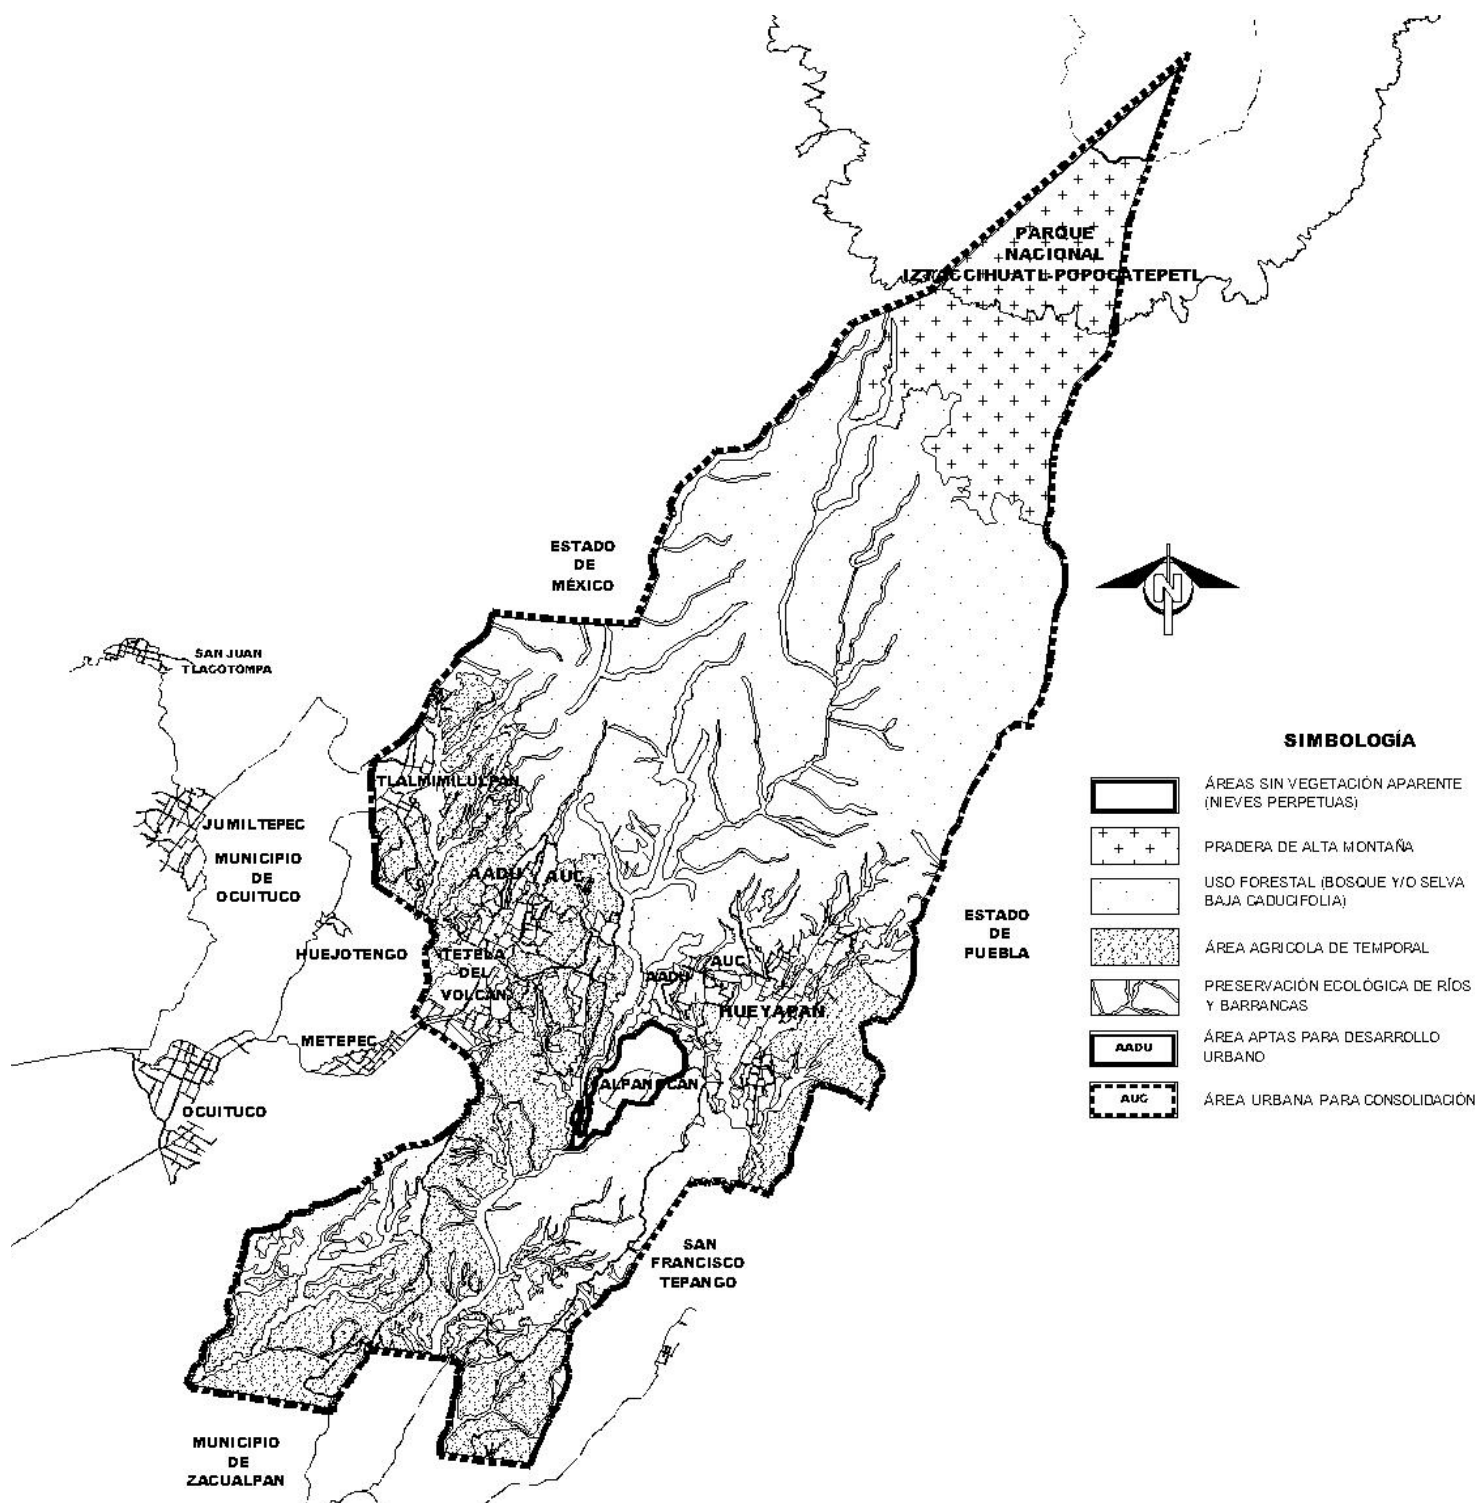 PARQUE
NACIONAL
IZTACCIHUATL-POPOCATEPETL
ESTADO
DE
MÉXICO
N
SAN JUAN
TLACOTOMPA
TLALMIMILULPAN
JUMILTEPEC
MUNICIPIO
DE
OCUITUCO
AADU Y AUC
HUEJOTENGO
TETELA
DEL
VOLCAN
AUC
AADU
HUEYAPAN
ESTADO
DE
PUEBLA
METEPEC
ALPANOCAN
OCUITUCO
SAN
FRANCISCO
TEPANGO
MUNICIPIO
DE
ZACUALPAN
SIMBOLOGÍA
ÁREAS SIN VEGETACIÓN APARENTE
(NIEVES PERPETUAS)
PRADERA DE ALTA MONTAÑA
USO FORESTAL (BOSQUE Y/O SELVA
BAJA CADUCIFOLIA)
ÁREA AGRICOLA DE TEMPORAL
PRESERVACIÓN ECOLÓGICA DE RÍOS
Y BARRANCAS
AADU
ÁREA APTAS PARA DESARROLLO
URBANO
AUC
ÁREA URBANA PARA CONSOLIDACIÓN